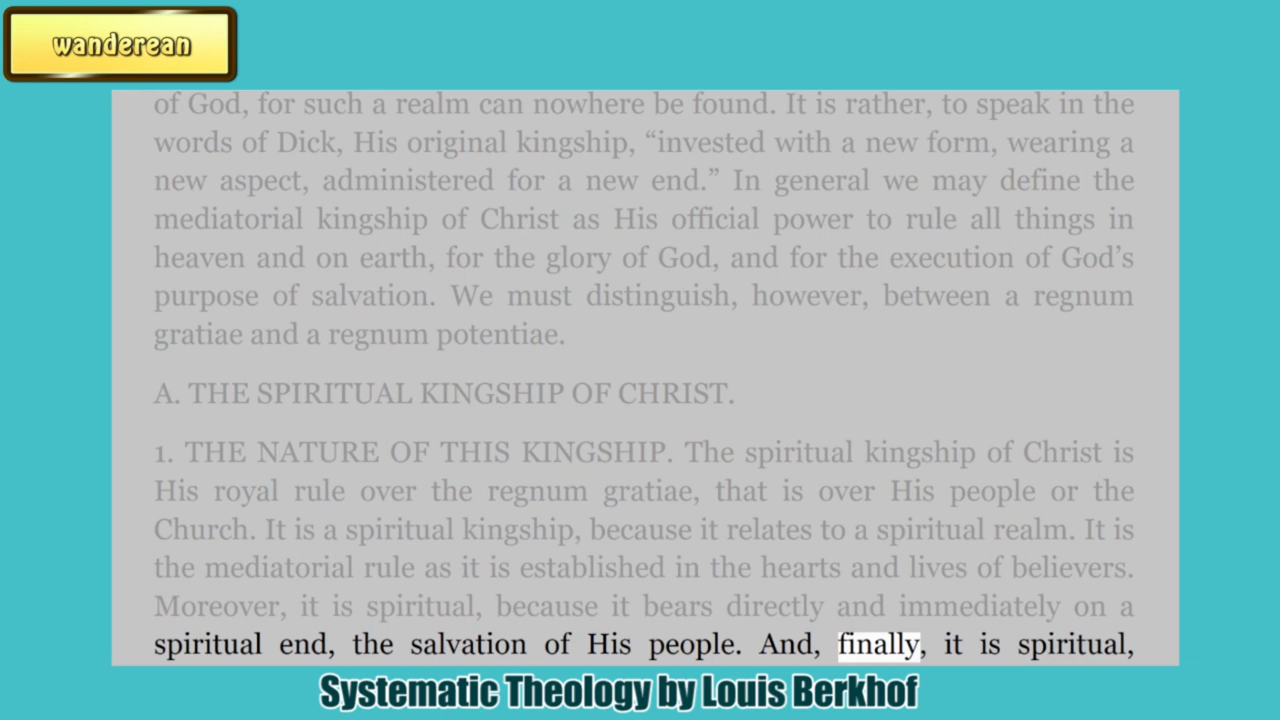 wanderean
of God, for such a realm can nowhere be found. It is rather, to speak in the
words of Dick, His original kingship, “invested with a new form, wearing a
new aspect, administered for a new end.” In general we may define the
mediatorial kingship of Christ as His official power to rule all things in
heaven and on earth, for the glory of God, and for the execution of God’s
purpose of salvation. We must distinguish, however, between a regnum
gratiae and a regnum potentiae.
A. THE SPIRITUAL KINGSHIP OF CHRIST.
1. THE NATURE OF THIS KINGSHIP. The spiritual kingship of Christ is
His royal rule over the regnum gratiae, that is over His people or the
Church. It is a spiritual kingship, because it relates to a spiritual realm. It is
the mediatorial rule as it is established in the hearts and lives of believers.
Moreover, it is spiritual, because it bears directly and immediately on a
spiritual end, the salvation of His people. And, finally, it is spiritual,
Systematic Theology by Louis Berkhof